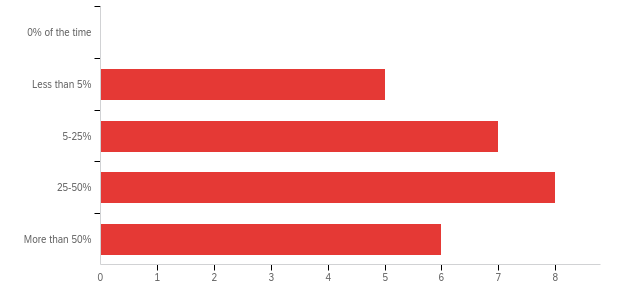 0% of the time
Less than 5%
5-25%
25-50%
More than 50%
0 1 2 3 4 5 6 7 8